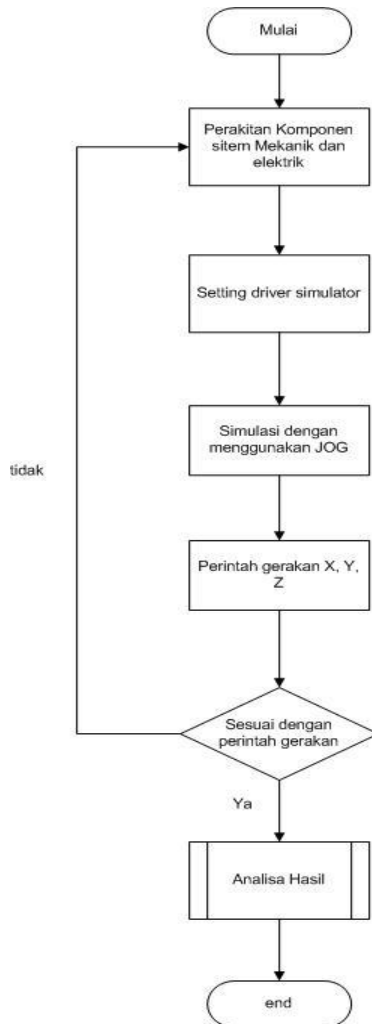 Mulai
Perakitan Komponen
sitem Mekanik dan
elektrik
Setting driver simulator
Simulasi dengan
menggunakan JOG
tidak
Perintah gerakan X, Y,
Z
Sesuai dengan
perintah gerakan
Ya
Analisa Hasil
end